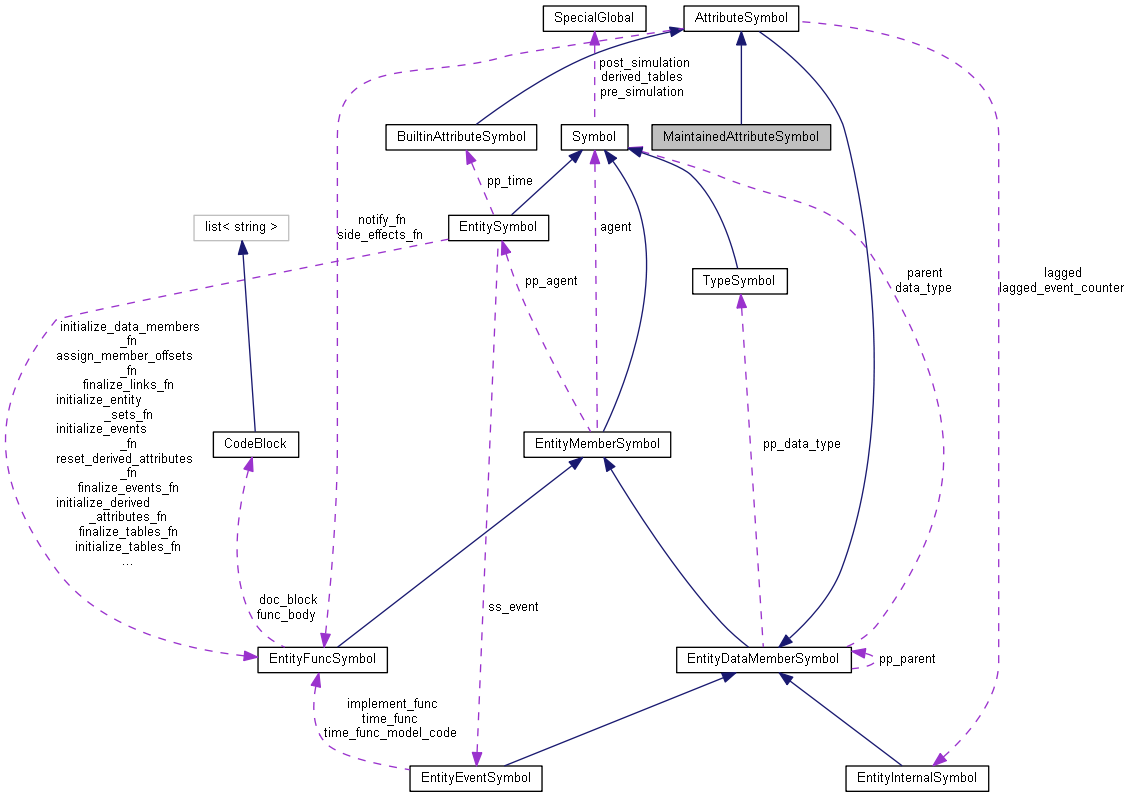 SpecialGlobal
AttributeSymbol
post_simulation
derived_tables
pre_simulation
BuiltinAttributeSymbol
Symbol
MaintainedAttributeSymbol
pp_time
list< string >
notify_fn
side_effects_fn
EntitySymbol
agent
parent
data_type
lagged
lagged_event_counter
pp_agent
TypeSymbol
initialize_data_members
_fn
assign_member_offsets
_fn
finalize_links_fn
initialize_entity
_sets_fn
initialize_events
_fn
reset_derived_attributes
_fn
finalize_events_fn
initialize_derived
_attributes_fn
finalize_tables_fn
initialize_tables_fn
...
CodeBlock
EntityMemberSymbol
pp_data_type
doc_block
func_body
ss_event
EntityFuncSymbol
EntityDataMemberSymbol
pp_parent
implement_func
time_func
time_func_model_code
EntityEventSymbol
EntityInternalSymbol